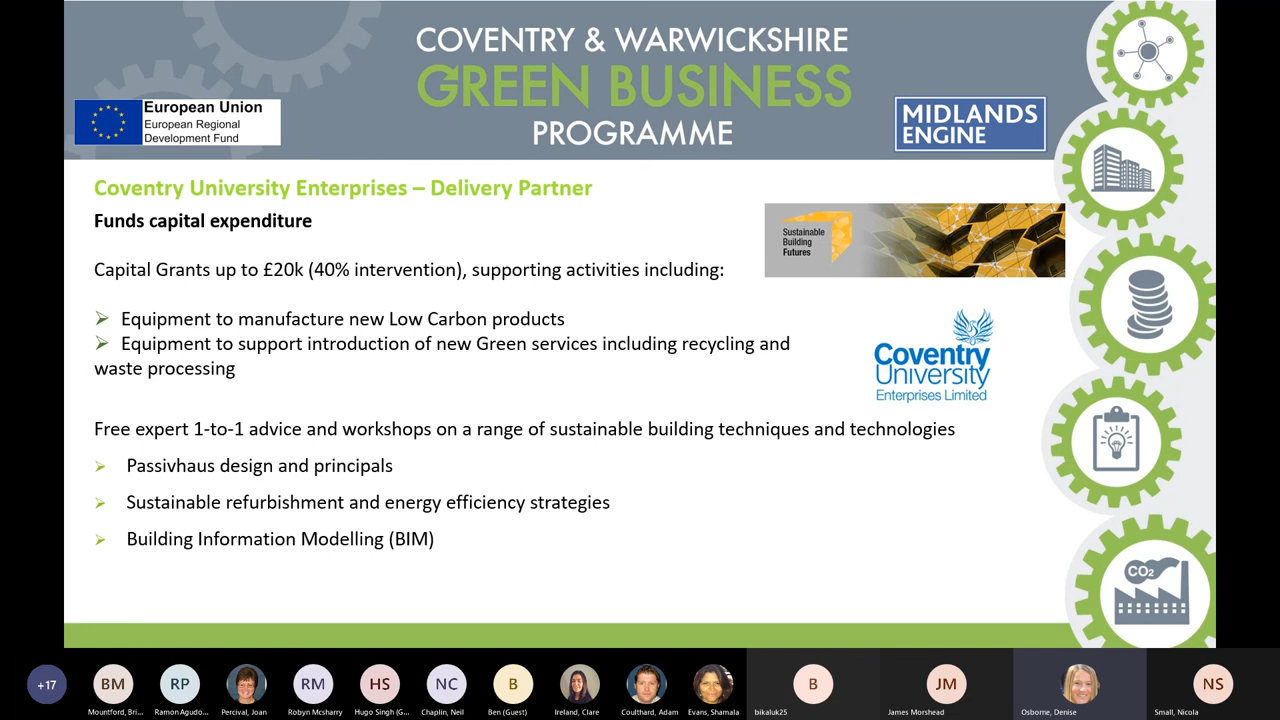 COVENTRY & WARWICKSHIRE
GREEN BUSINESS
PROGRAMME
European Union
European Regional
Development Fund
MIDLANDS
ENGINE
Coventry University Enterprises – Delivery Partner
Funds capital expenditure
Sustainable
Building
Futures
Capital Grants up to £20k (40% intervention), supporting activities including:
Equipment to manufacture new Low Carbon products
Equipment to support introduction of new Green services including recycling and
waste processing
Coventry
University
Enterprises Limited
Free expert 1-to-1 advice and workshops on a range of sustainable building techniques and technologies
Passivhaus design and principals
Sustainable refurbishment and energy efficiency strategies
Building Information Modelling (BIM)
CO2
+17
BM
RP
RM
HS
NC
B
B
JM
NS
Mountford, Bri...
Ramon Agudo...
Percival, Joan
Robyn Mcsharry
Hugo Singh (G...
Chaplin, Neil
Ben (Guest)
Ireland, Clare
Coulthard, Adam
Evans, Shamala
bikaluk25
James Morshead
Osborne, Denise
Small, Nicola